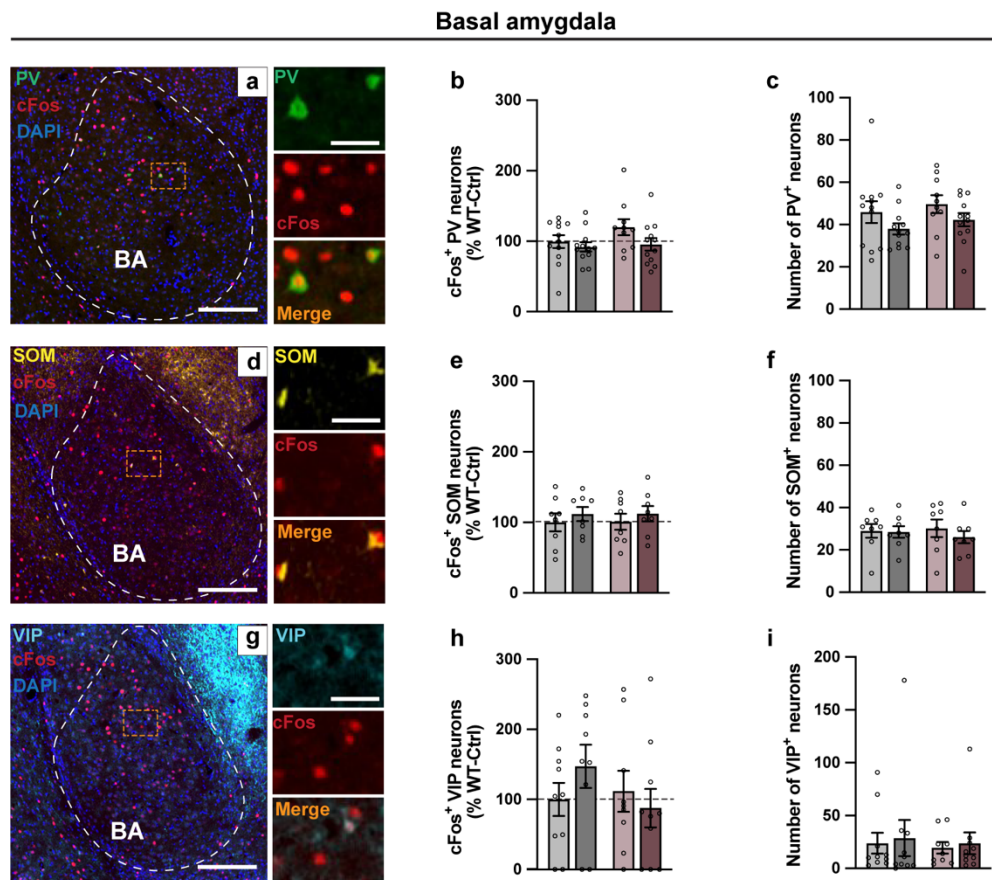 Basal amygdala
a
PV
cFos
DAPI
BA
PV
cFos
Merge
b
cFos⁺ PV neurons
(% WT-Ctrl)
300
200
100
0
c
Number of PV⁺ neurons
100
80
60
40
20
0
d
SOM
cFos
DAPI
BA
SOM
cFos
Merge
e
cFos⁺ SOM neurons
(% WT-Ctrl)
300
200
100
0
f
Number of SOM⁺ neurons
100
80
60
40
20
0
g
VIP
cFos
DAPI
BA
VIP
cFos
Merge
h
cFos⁺ VIP neurons
(% WT-Ctrl)
300
200
100
0
i
Number of VIP⁺ neurons
200
150
100
50
0